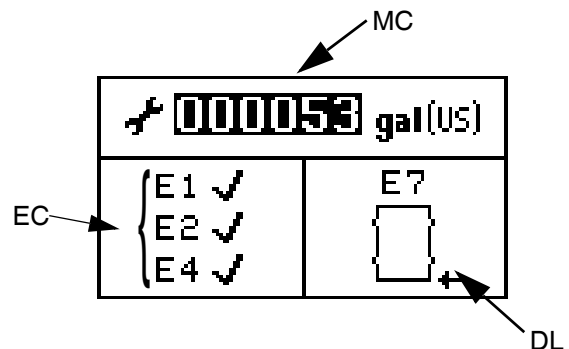 MC
000053 gal(US)
E1 ✓ E7
EC E2 ✓
E4 ✓
DL